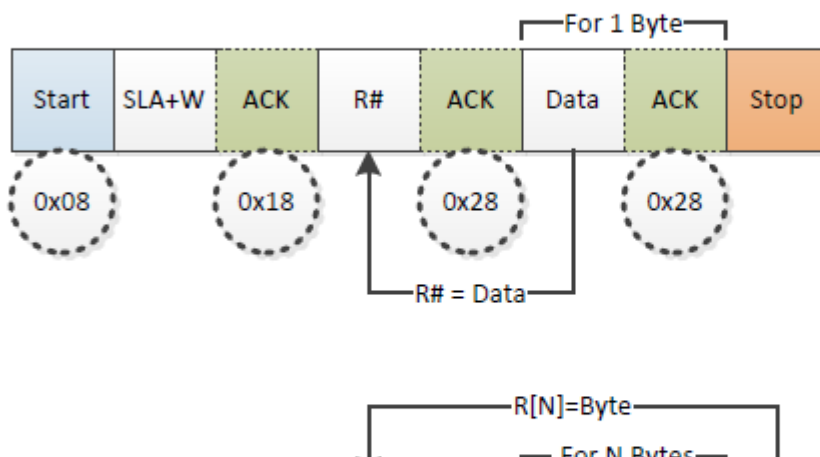 For 1 Byte
Start SLA+W ACK R# ACK Data ACK Stop
0x08 0x18 0x28 0x28
R# = Data
R[N]=Byte
For N Bytes